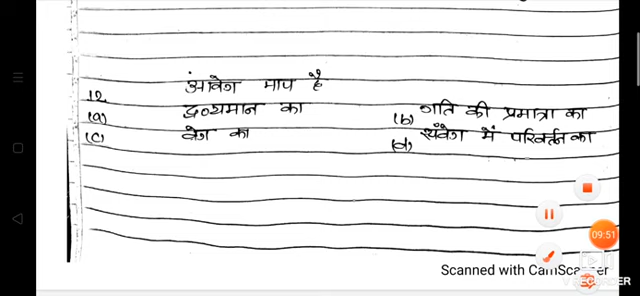 आवेग माप है
12
(a) द्रव्यमान का (b) गति की प्रमात्रा का
(c) वेग का (d) संवेग में परिवर्तन का
09:51
Scanned with CamScanner